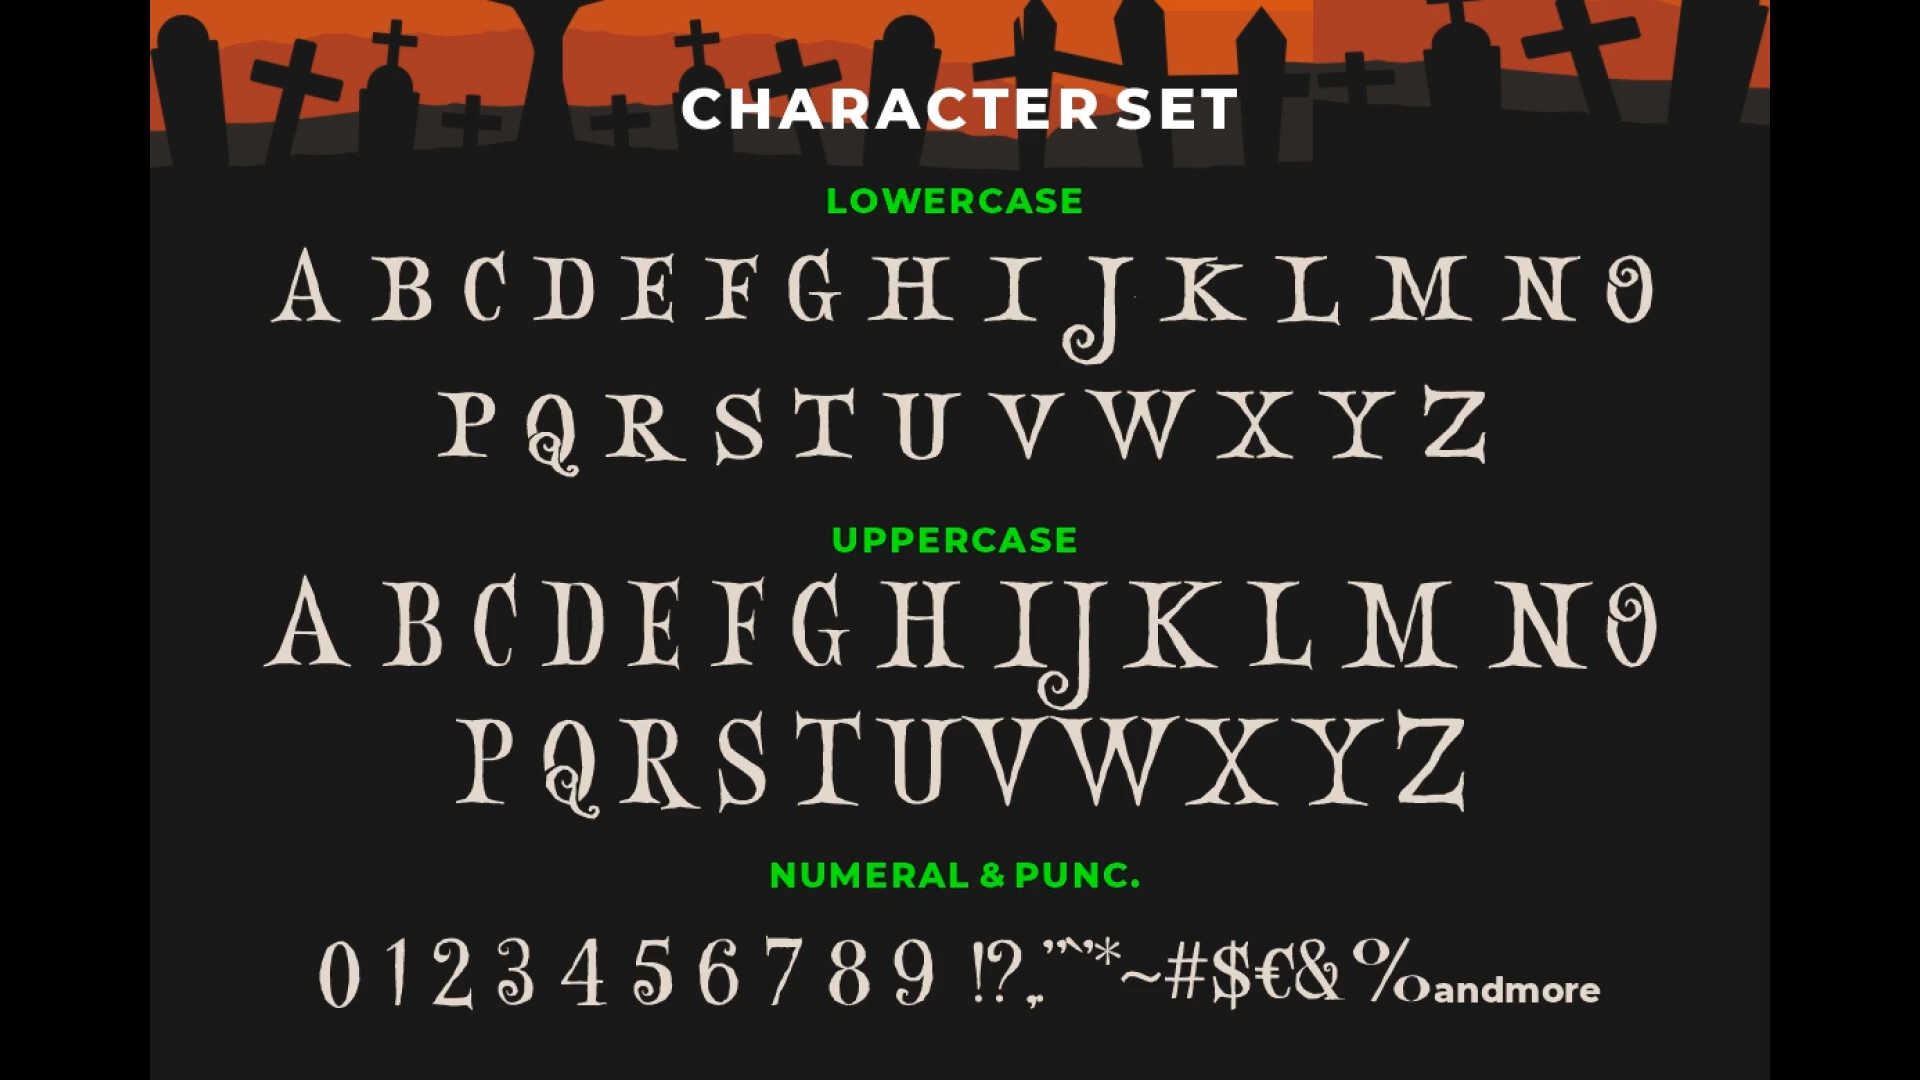 CHARACTER SET
LOWERCASE
A B C D E F G H I J K L M N O
P Q R S T U V W X Y Z
UPPERCASE
A B C D E F G H I J K L M N O
P Q R S T U V W X Y Z
NUMERAL & PUNC.
0 1 2 3 4 5 6 7 8 9 !?., * ~ # $ € & % andmore